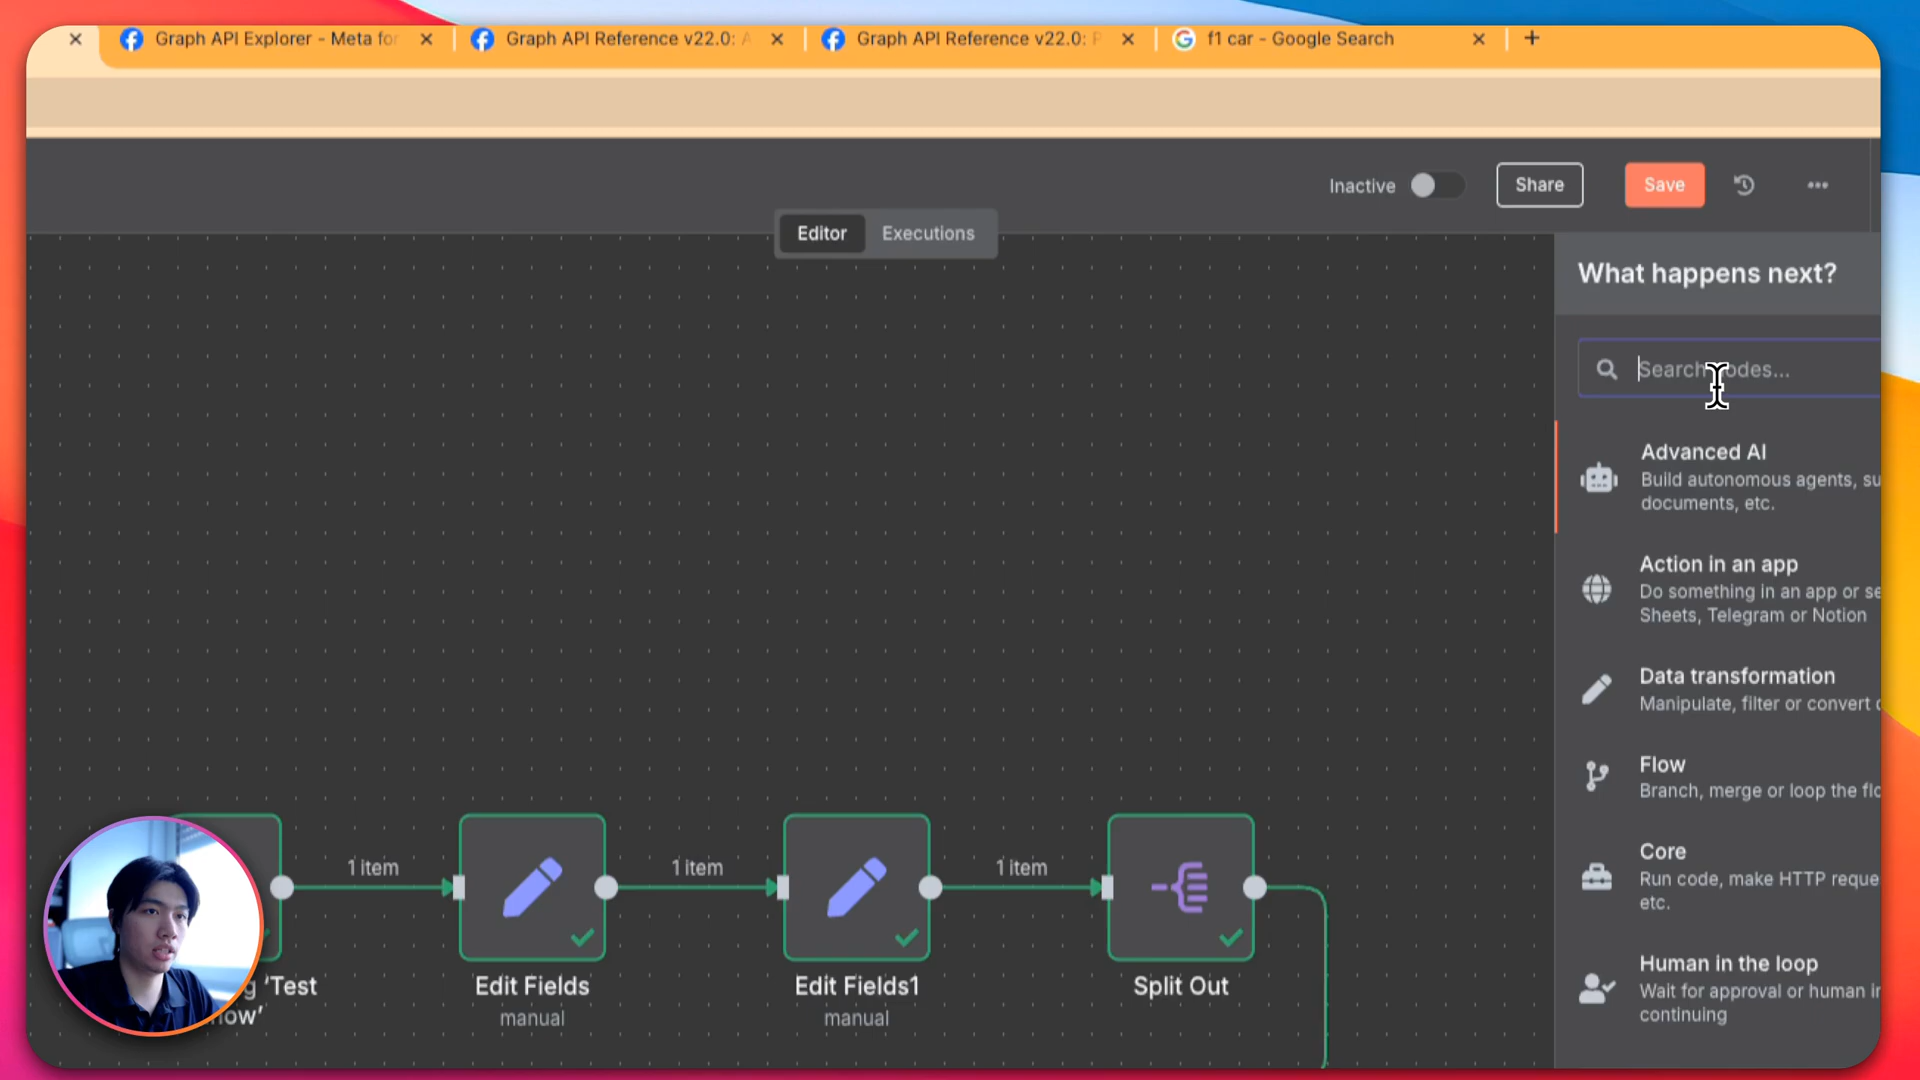 Graph API Explorer - Meta for
Graph API Reference v22.0: A
Graph API Reference v22.0: P
f1 car - Google Search
Inactive
Share
Save
Editor
Executions
What happens next?
Search nodes...
Advanced AI
Build autonomous agents, su
documents, etc.
Action in an app
Do something in an app or se
Sheets, Telegram or Notion
Data transformation
Manipulate, filter or convert
Flow
Branch, merge or loop the flo
Core
Run code, make HTTP reque
etc.
Human in the loop
Wait for approval or human in
continuing
1 item
1 item
1 item
g 'Test
ow'
Edit Fields
manual
Edit Fields1
manual
Split Out